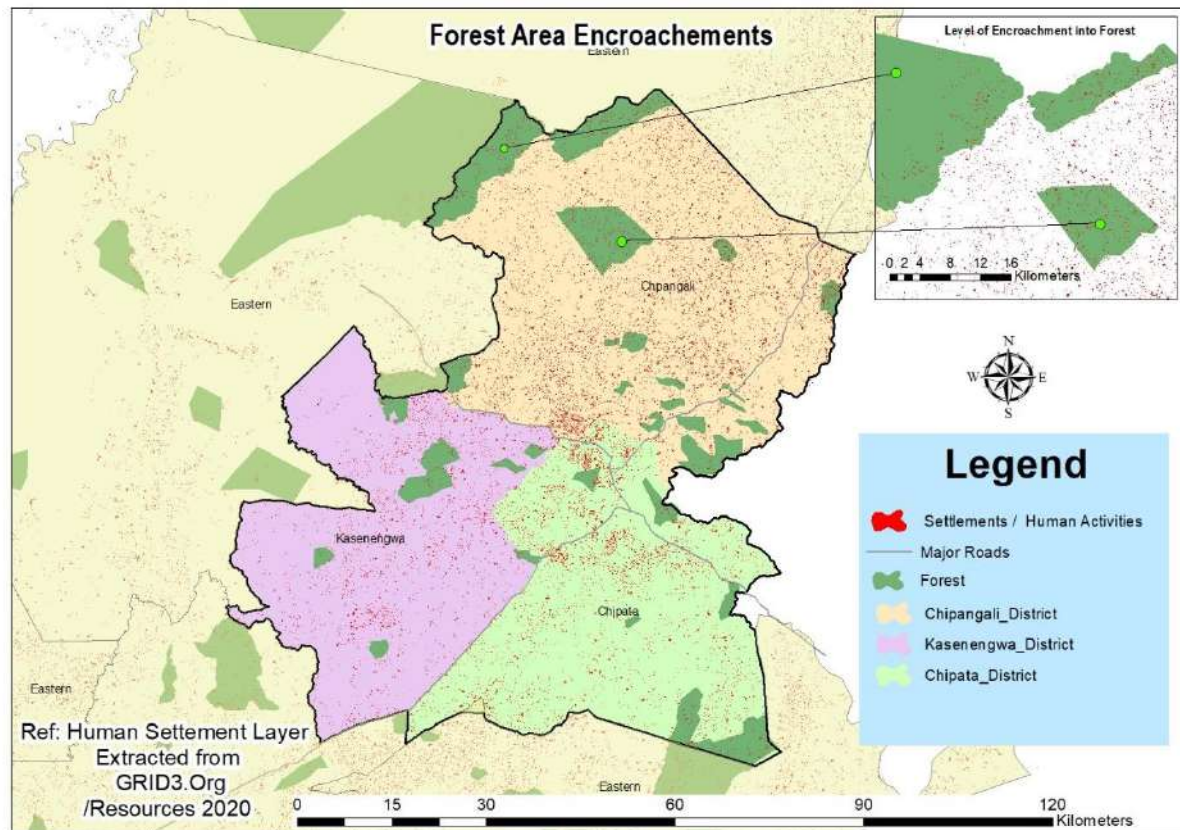 Forest Area Encroachements
Eastern
Level of Encroachment into Forest
0 2 4 8 12 16
Kilometers
Chpangali
Eastern
N
W E
S
Kasenengwa
Chipata
Eastern
Eastern
Legend
Settlements / Human Activities
Major Roads
Forest
Chipangali_District
Kasenengwa_District
Chipata_District
Ref: Human Settement Layer
Extracted from
GRID3.Org
/Resources 2020
0 15 30 60 90 120
Kilometers